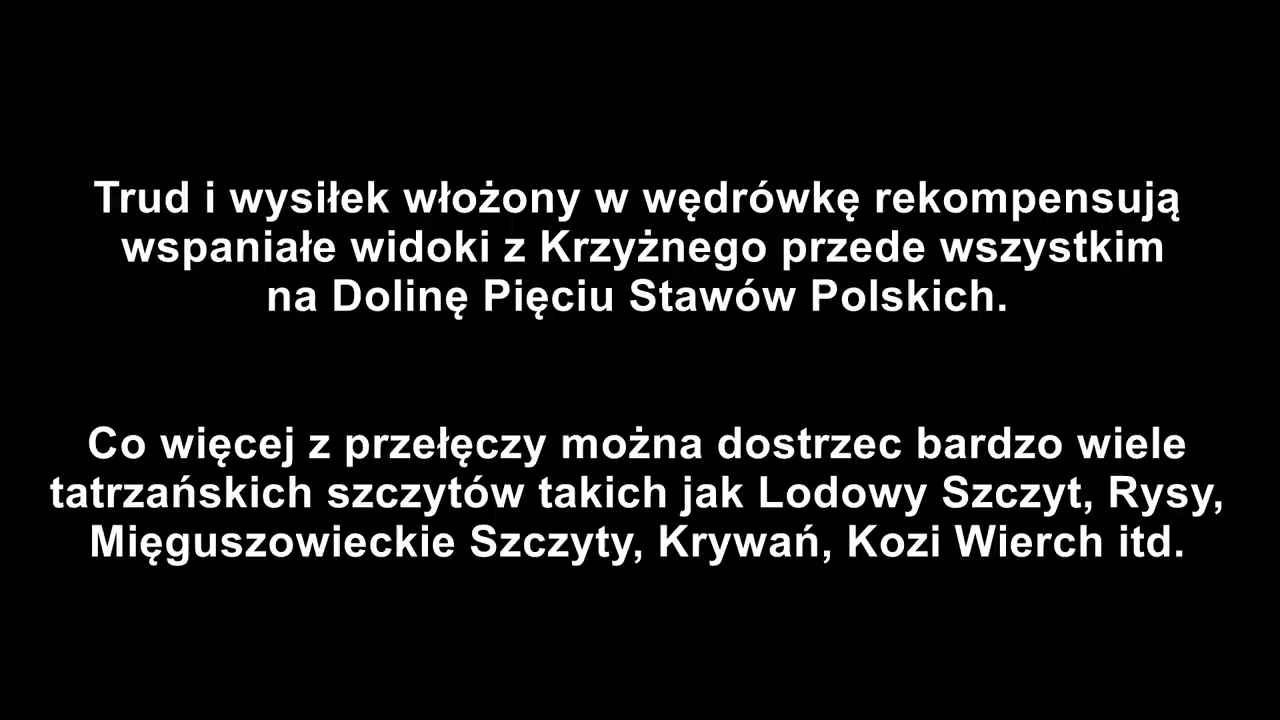 Trud i wysiłek włożony w wędrówkę rekompensują
wspaniałe widoki z Krzyżnego przede wszystkim
na Dolinę Pięciu Stawów Polskich.
Co więcej z przełęczy można dostrzec bardzo wiele
tatrzańskich szczytów takich jak Lodowy Szczyt, Rysy,
Mięguszowieckie Szczyty, Krywań, Kozi Wierch itd.